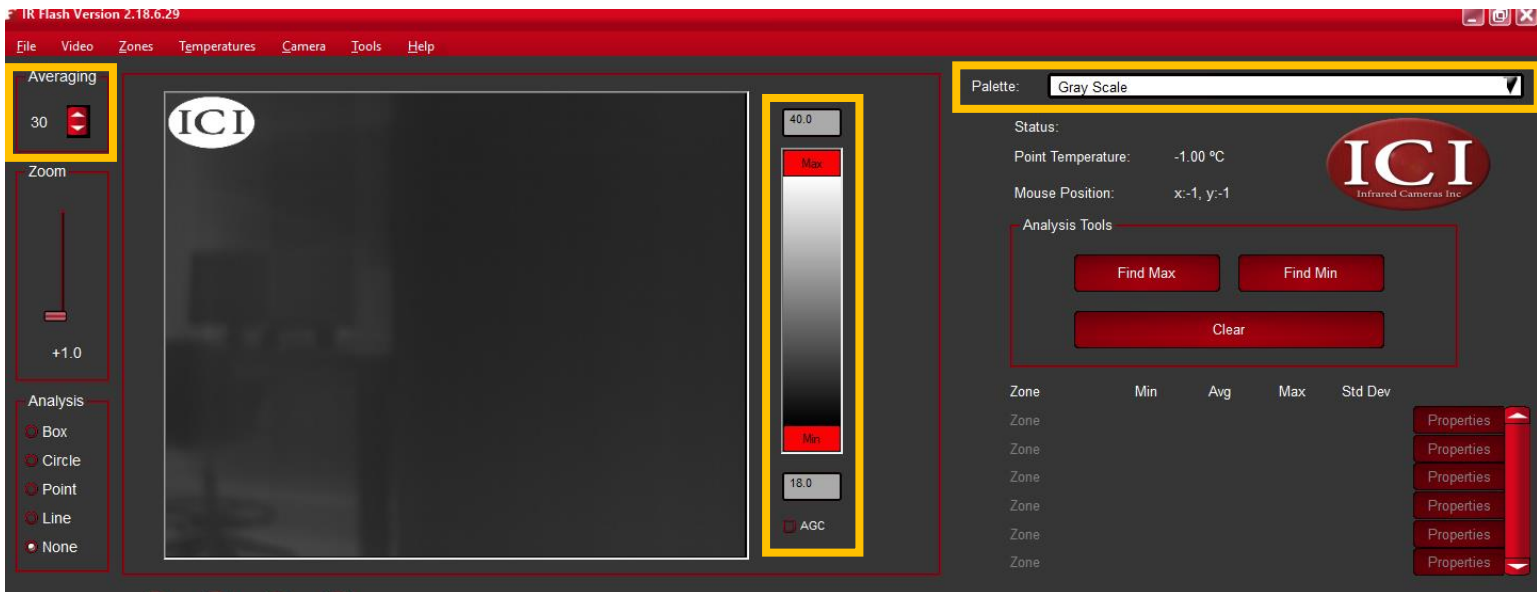 IR Flash Version 2.18.6.29
File Video Zones Temperatures Camera Tools Help
Averaging
30
Zoom
+1.0
Analysis
Box
Circle
Point
Line
None
ICI
40.0
Max
Min
18.0
AGC
Palette: Gray Scale
Status:
Point Temperature: -1.00 ºC
Mouse Position: x:-1, y:-1
ICI
Infrared Cameras Inc
Analysis Tools
Find Max Find Min
Clear
Zone Min Avg Max Std Dev
Zone Properties
Zone Properties
Zone Properties
Zone Properties
Zone Properties
Zone Properties